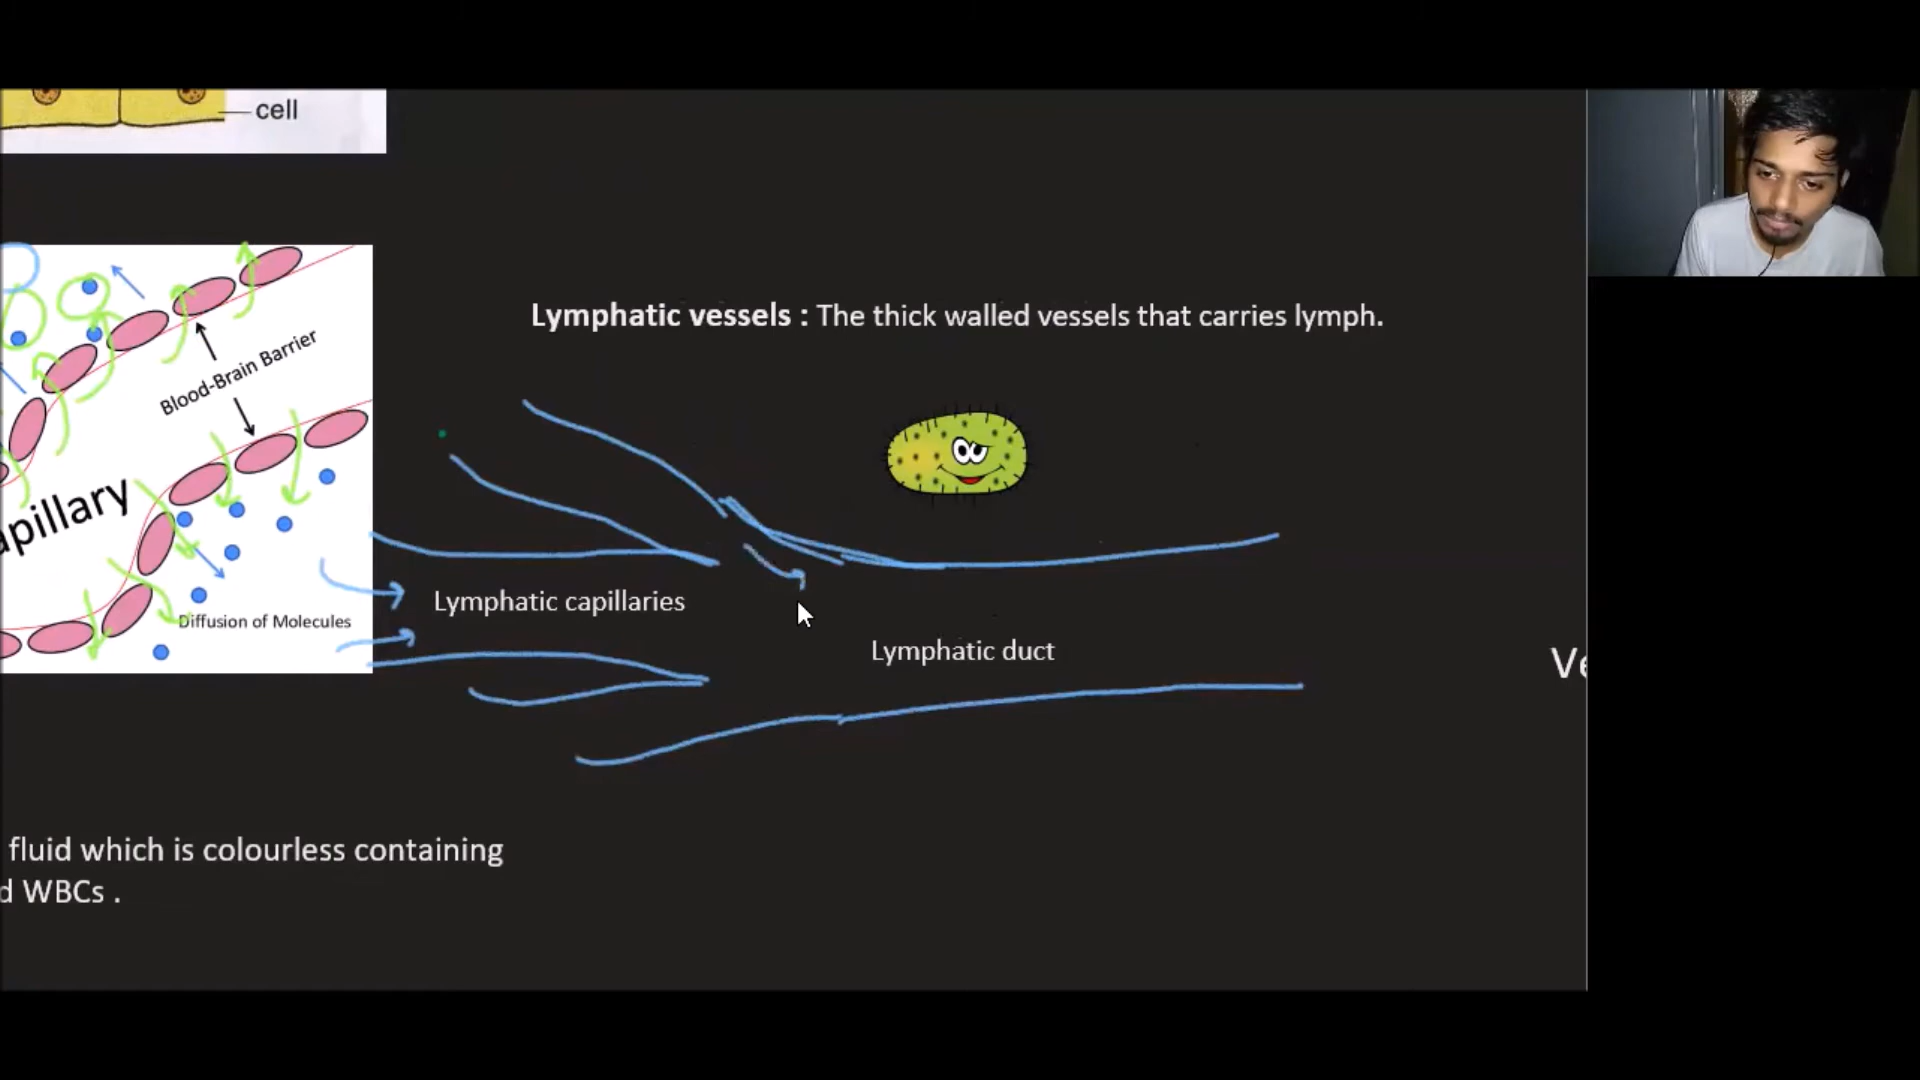 cell
Lymphatic vessels : The thick walled vessels that carries lymph.
Blood-Brain Barrier
apillary
Lymphatic capillaries
Diffusion of Molecules
Lymphatic duct
Ve
fluid which is colourless containing
d WBCs .